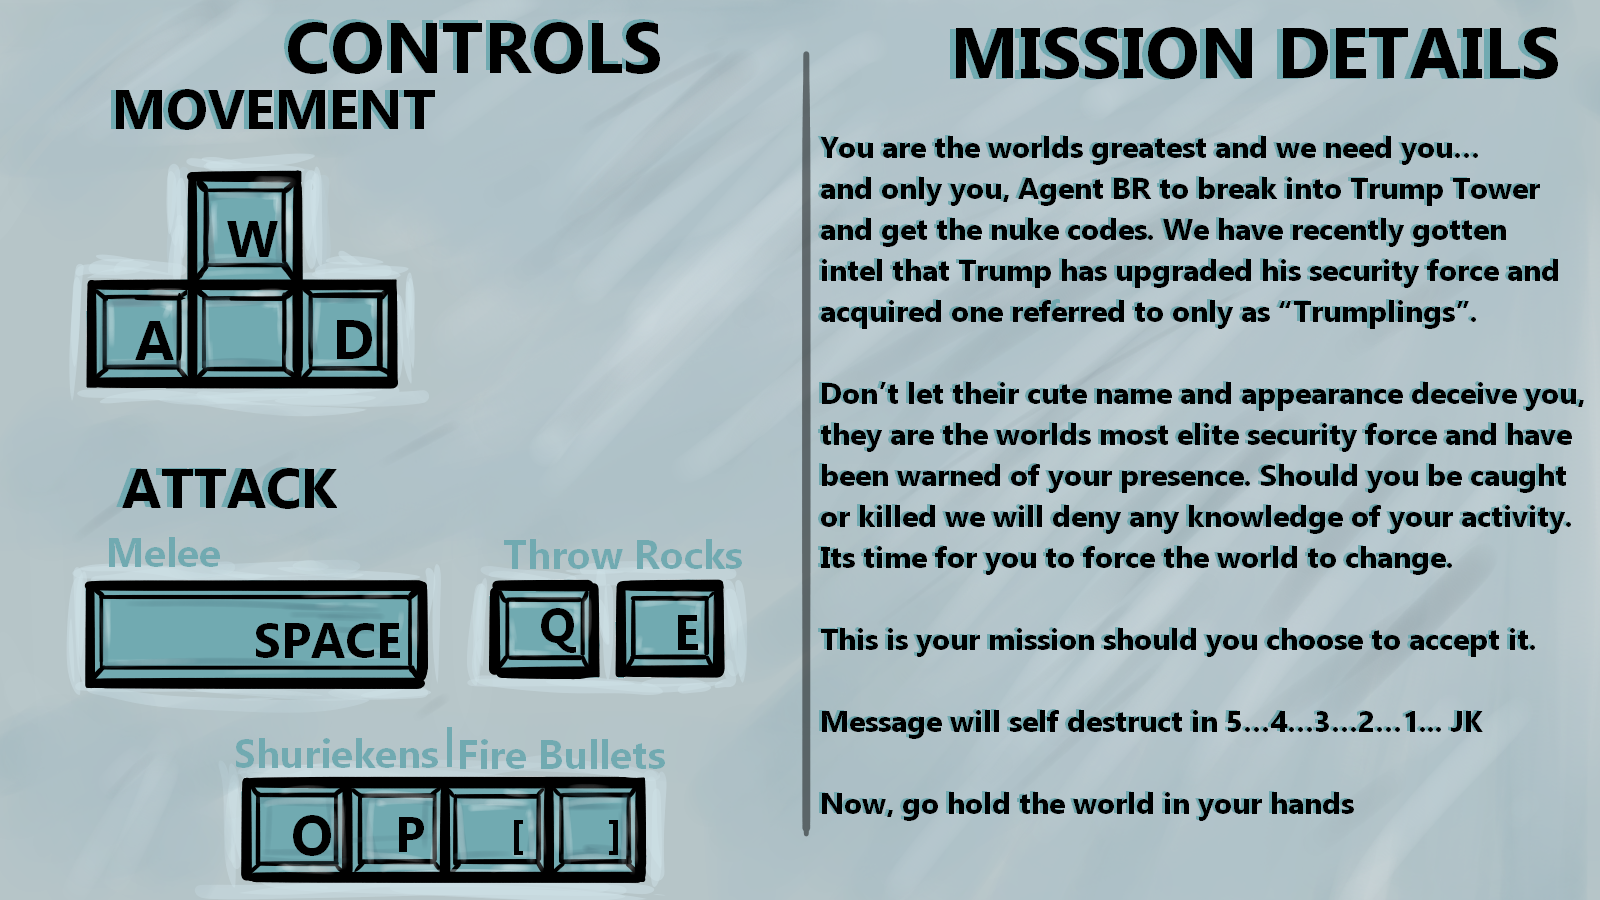 CONTROLS
MOVEMENT
W
A D
ATTACK
Melee
SPACE
Throw Rocks
Q E
Shuriekens|Fire Bullets
O P [ ]
MISSION DETAILS
You are the worlds greatest and we need you...
and only you, Agent BR to break into Trump Tower
and get the nuke codes. We have recently gotten
intel that Trump has upgraded his security force and
acquired one referred to only as “Trumplings”.
Don’t let their cute name and appearance deceive you,
they are the worlds most elite security force and have
been warned of your presence. Should you be caught
or killed we will deny any knowledge of your activity.
Its time for you to force the world to change.
This is your mission should you choose to accept it.
Message will self destruct in 5...4...3...2...1... JK
Now, go hold the world in your hands